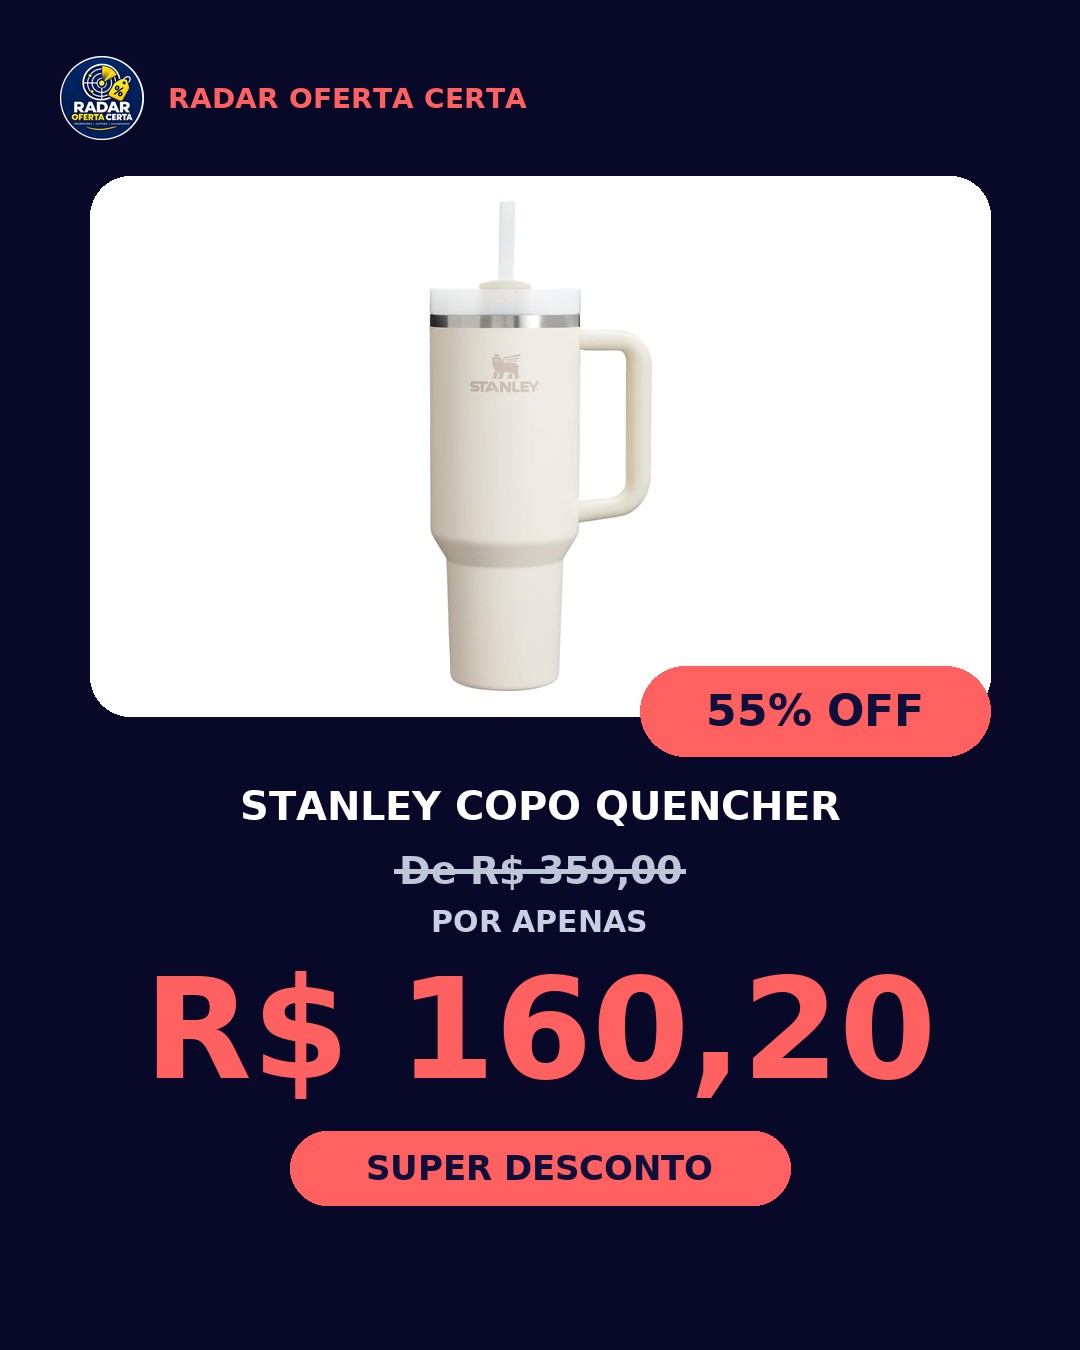 RADAR
OFERTA CERTA
RADAR OFERTA CERTA
%
STANLEY
55% OFF
STANLEY COPO QUENCHER
De R$ 359,00
POR APENAS
R$ 160,20
SUPER DESCONTO